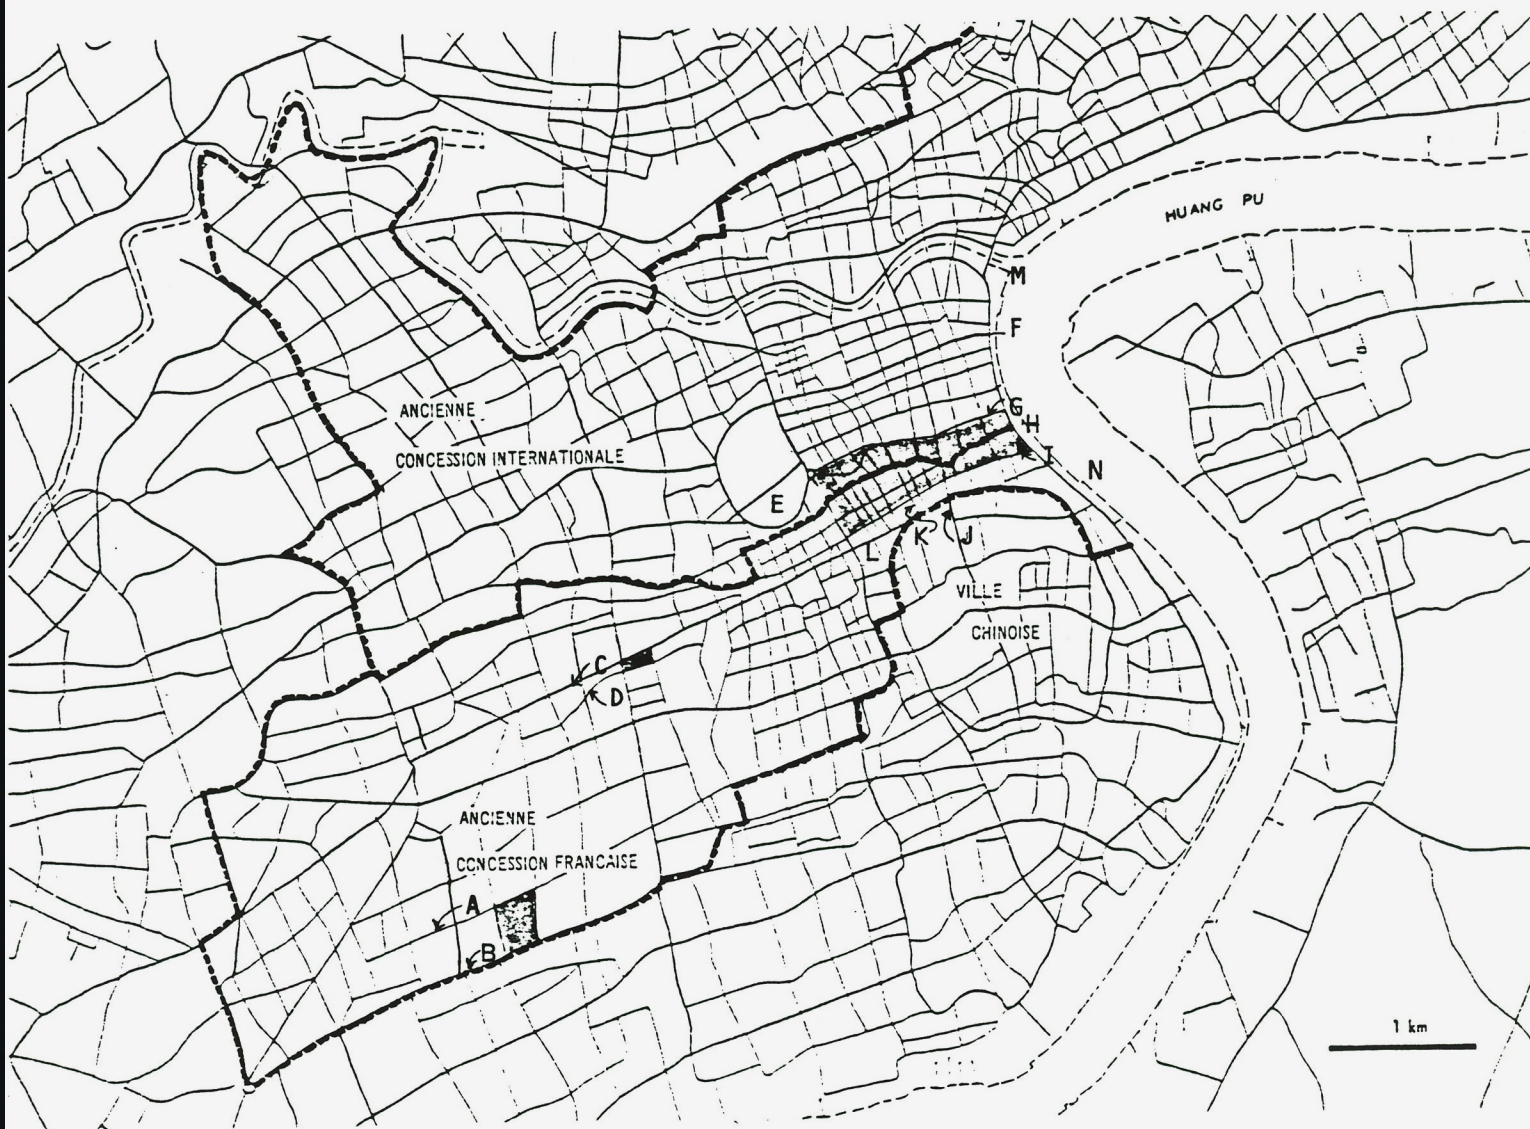 HUANG PU
M
F
G
H
ANCIENNE
CONCESSION INTERNATIONALE
I
N
E
K
J
L
VILLE
CHINOISE
C
D
ANCIENNE
CONCESSION FRANCAISE
A
B
1 km